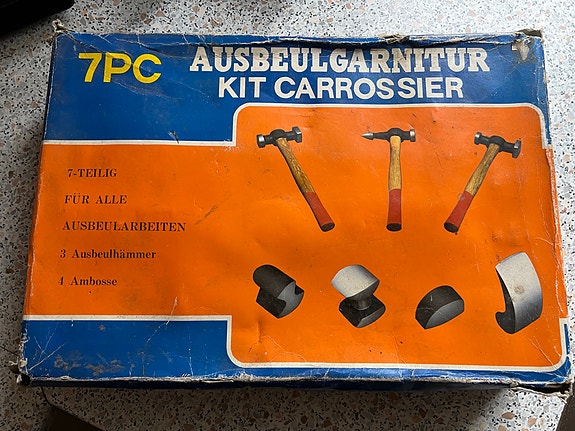 7PC
AUSBEULGARNITUR
KIT CARROSSIER
7-TEILIG
FÜR ALLE
AUSBEULARBEITEN
3 Ausbeulhämmer
4 Ambosse